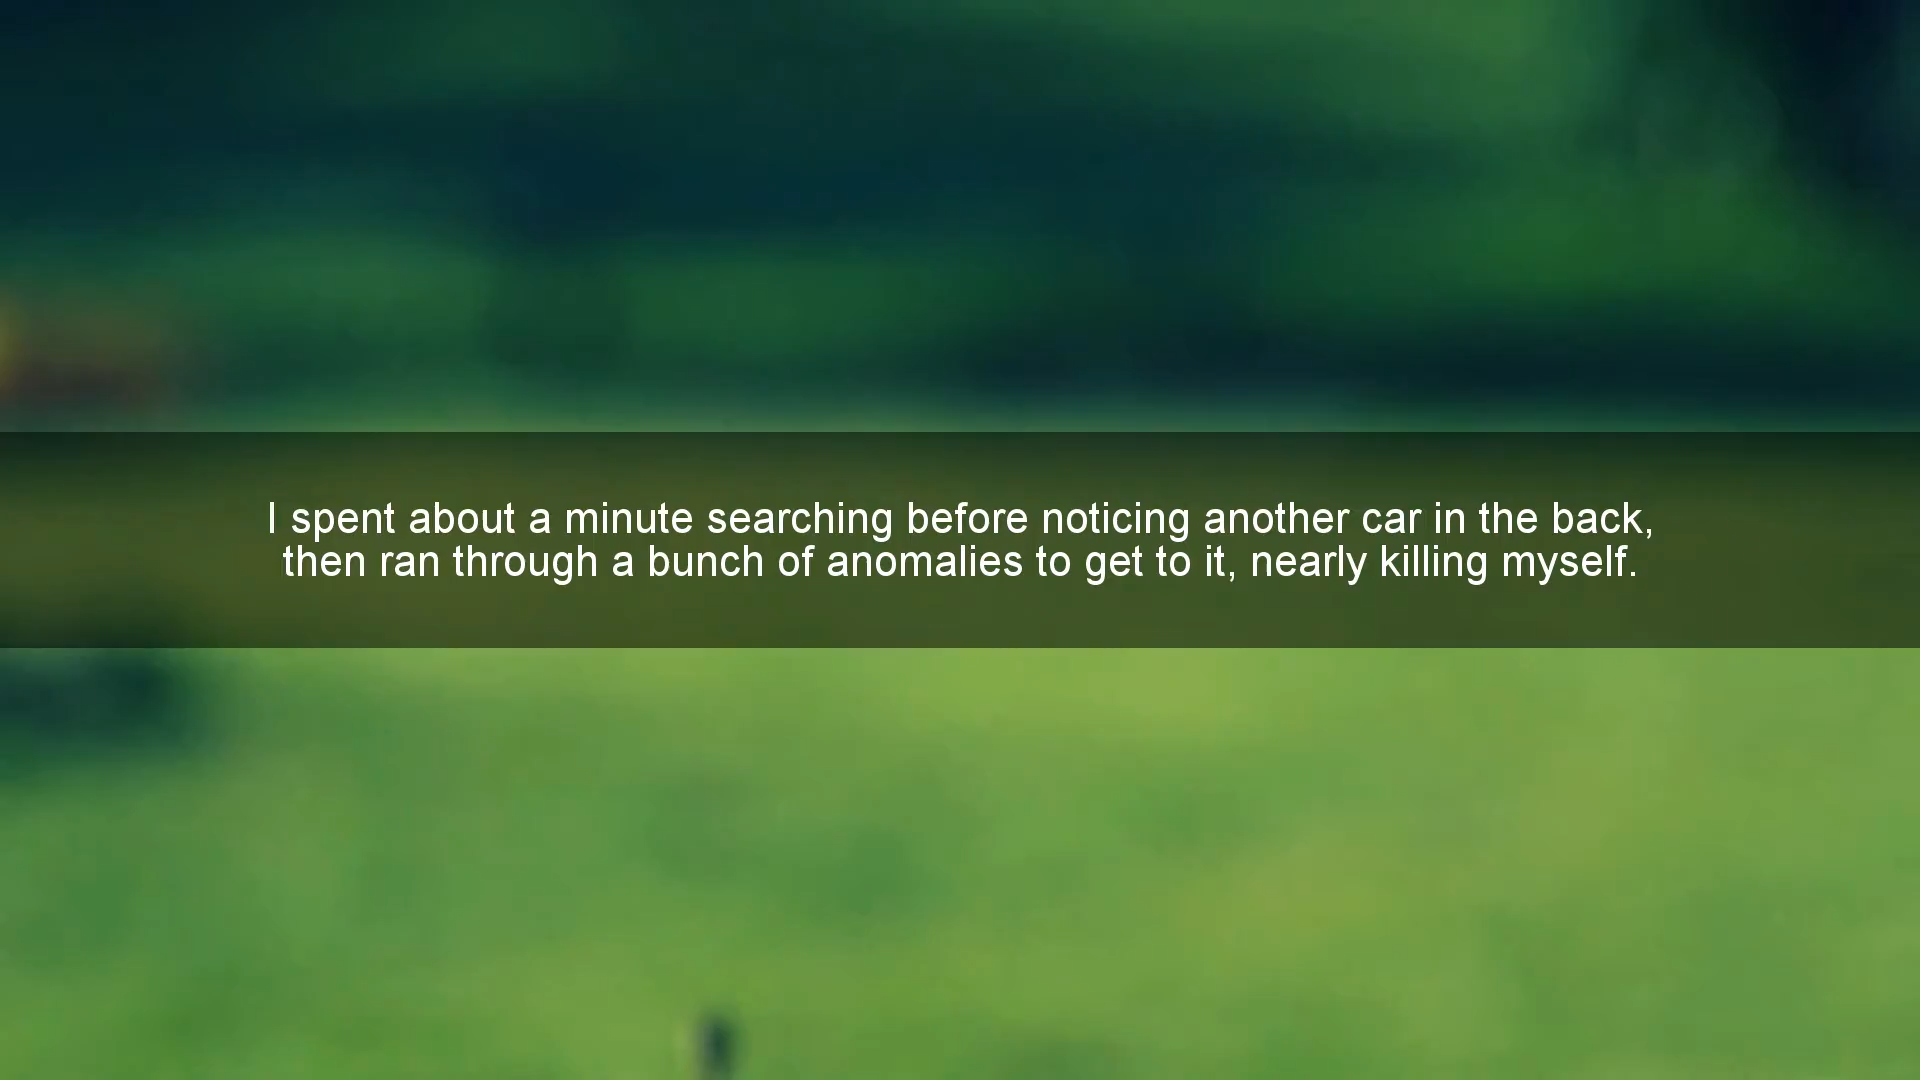 I spent about a minute searching before noticing another car in the back,
then ran through a bunch of anomalies to get to it, nearly killing myself.